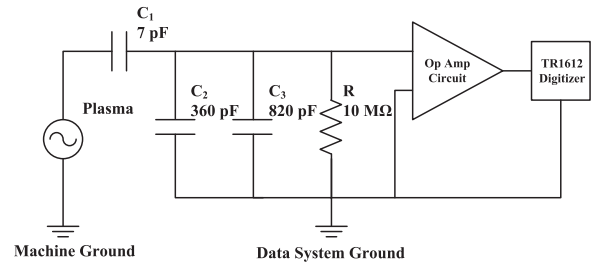 C1
7 pF
Plasma
C2
360 pF
C3
820 pF
R
10 MΩ
Op Amp
Circuit
TR1612
Digitizer
Machine Ground
Data System Ground